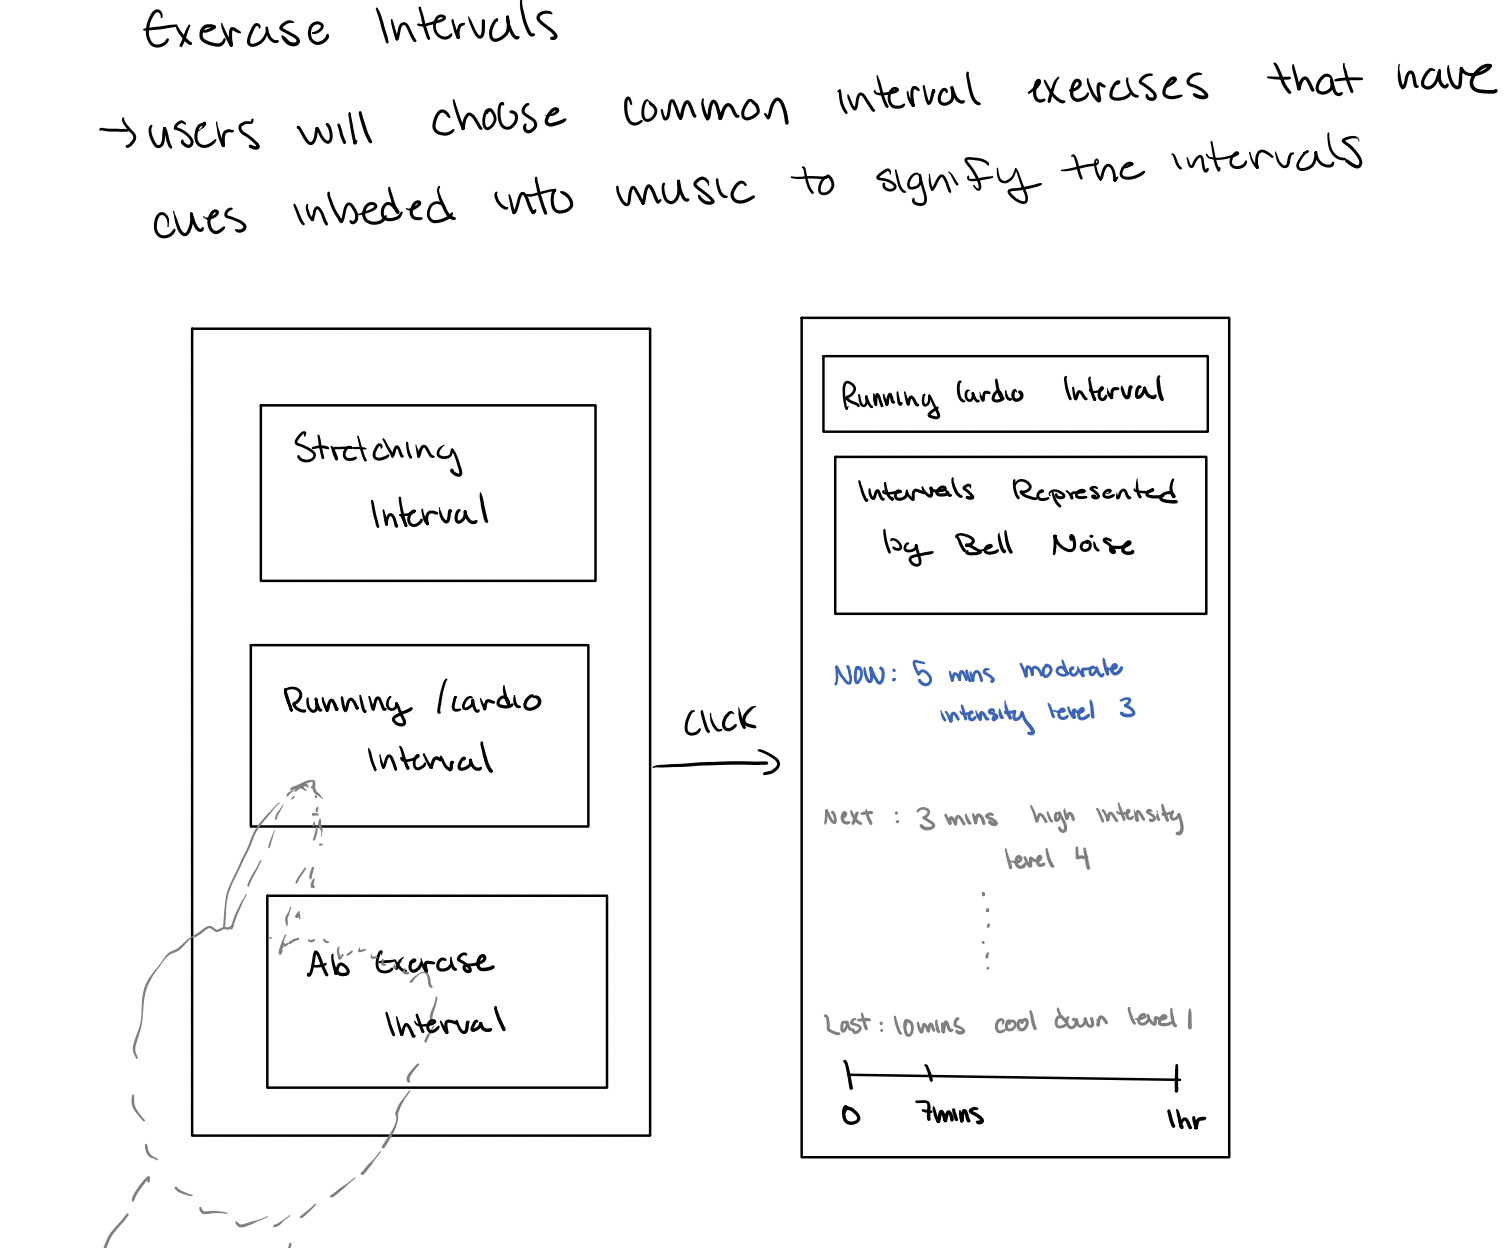 Exerase Intervals
→ users will choose common interval exercises that have
cues inbeded into music to signify the intervals
Stretching
Interval
Running /cardio
Interval
Ab Exerase
Interval
CLICK
Running Cardio Interval
Intervals Represented
by Bell Noise
Now: 5 mins moderate
intensity level 3
Next : 3 mins high intensity
level 4
Last: 10mins cool down level 1
0 7mins 1hr